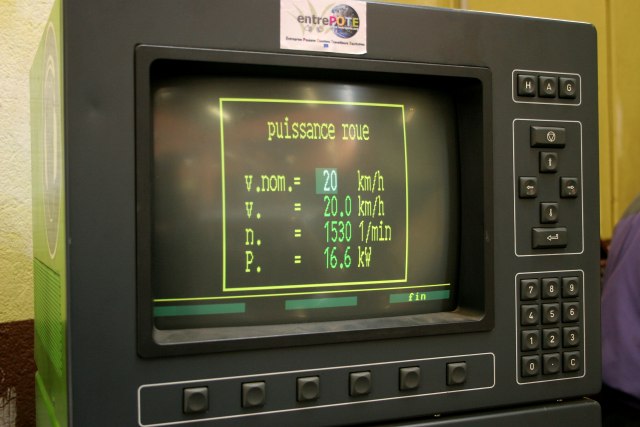 entrePOTE
puissance roue
v.nom.= 20 km/h
v. = 20.0 km/h
n. = 1530 1/min
P. = 16.6 kW
fin
H A G
7 8 9
4 5 6
1 2 3
0 . C